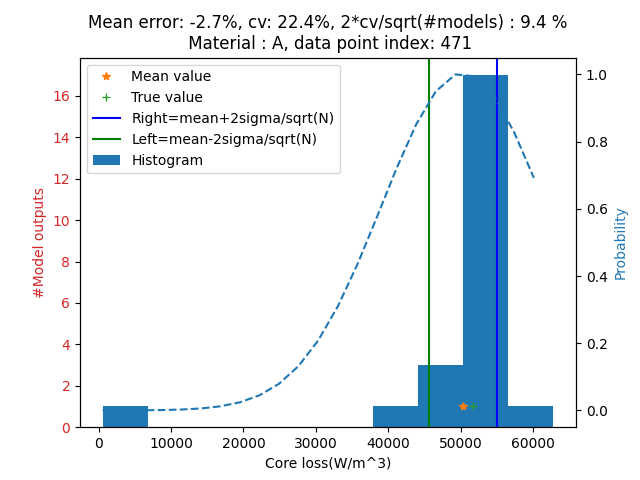 Mean error: -2.7%, cv: 22.4%, 2*cv/sqrt(#models) : 9.4 %
Material : A, data point index: 471
Mean value
True value
Right=mean+2sigma/sqrt(N)
Left=mean-2sigma/sqrt(N)
Histogram
#Model outputs
16
14
12
10
8
6
4
2
0
1.0
0.8
0.6
0.4
0.2
0.0
Probability
0
10000
20000
30000
40000
50000
60000
Core loss(W/m^3)